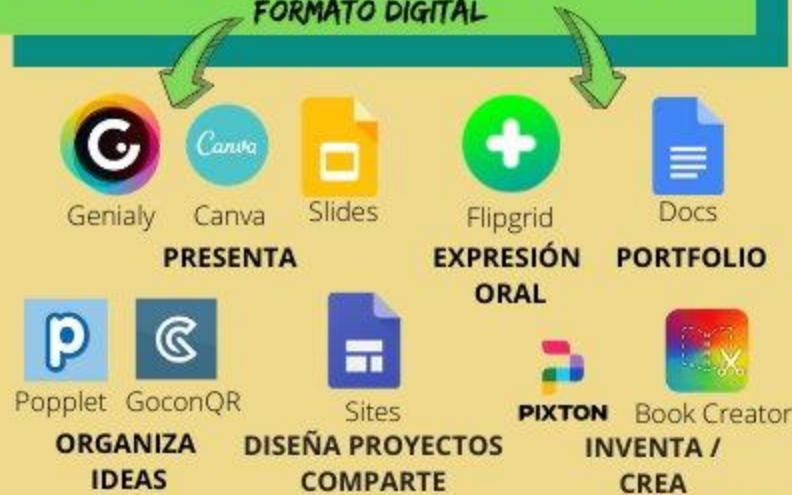 FORMATO DIGITAL
Canva
Genialy
Canva
Slides
Flipgrid
Docs
PRESENTA
EXPRESIÓN
ORAL
PORTFOLIO
p
Popplet
GoconQR
Sites
PIXTON
Book Creator
ORGANIZA
IDEAS
DISEÑA PROYECTOS
COMPARTE
INVENTA /
CREA